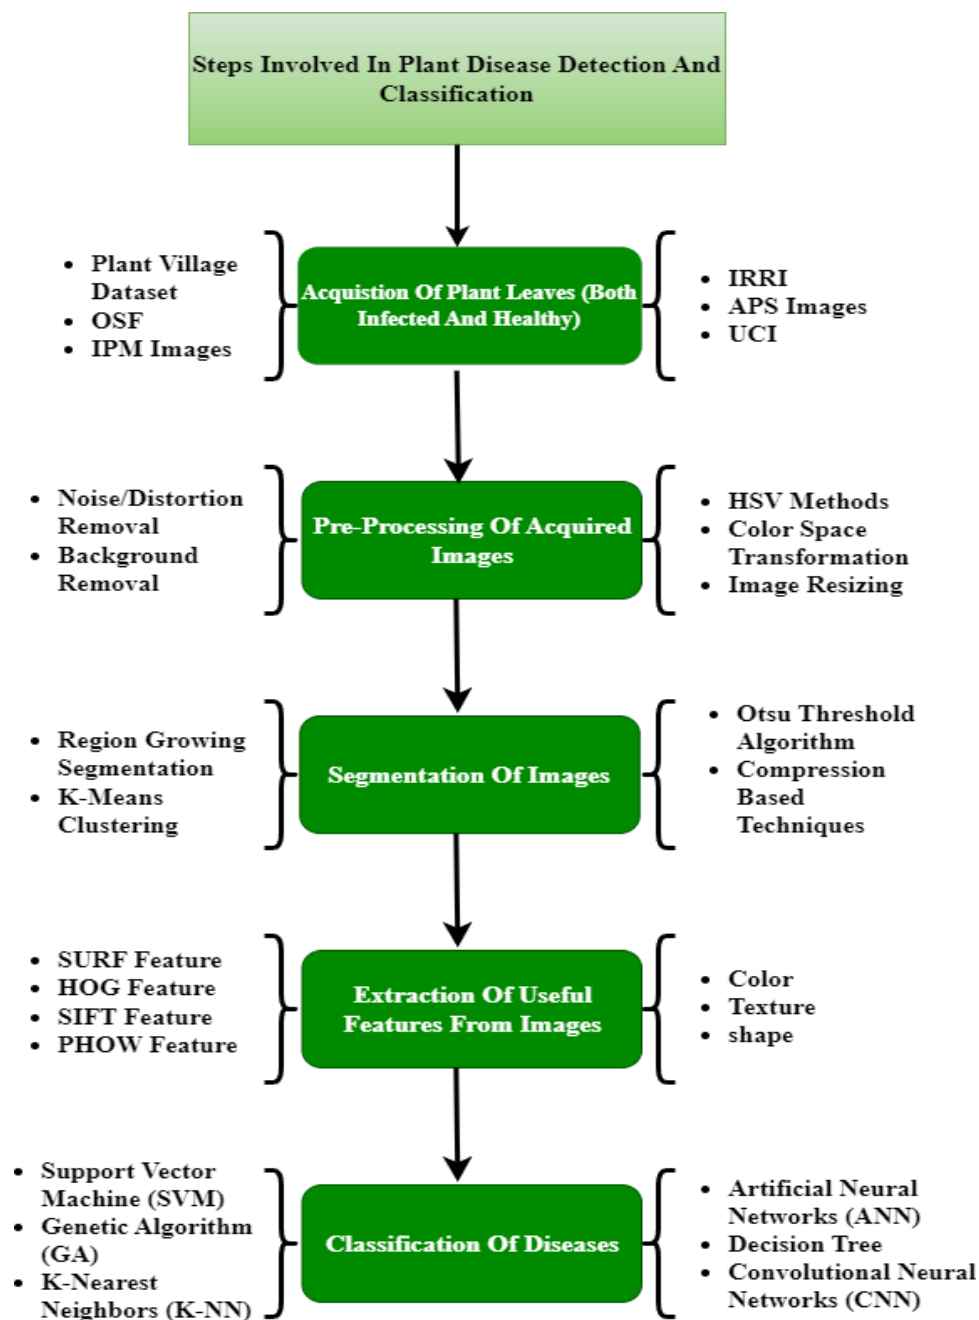 Steps Involved In Plant Disease Detection And
Classification
• Plant Village
Dataset
• OSF
• IPM Images
Acquistion Of Plant Leaves (Both
Infected And Healthy)
• IRRI
• APS Images
• UCI
• Noise/Distortion
Removal
• Background
Removal
Pre-Processing Of Acquired
Images
• HSV Methods
• Color Space
Transformation
• Image Resizing
• Region Growing
Segmentation
• K-Means
Clustering
Segmentation Of Images
• Otsu Threshold
Algorithm
• Compression
Based
Techniques
• SURF Feature
• HOG Feature
• SIFT Feature
• PHOW Feature
Extraction Of Useful
Features From Images
• Color
• Texture
• shape
• Support Vector
Machine (SVM)
• Genetic Algorithm
(GA)
• K-Nearest
Neighbors (K-NN)
Classification Of Diseases
• Artificial Neural
Networks (ANN)
• Decision Tree
• Convolutional Neural
Networks (CNN)